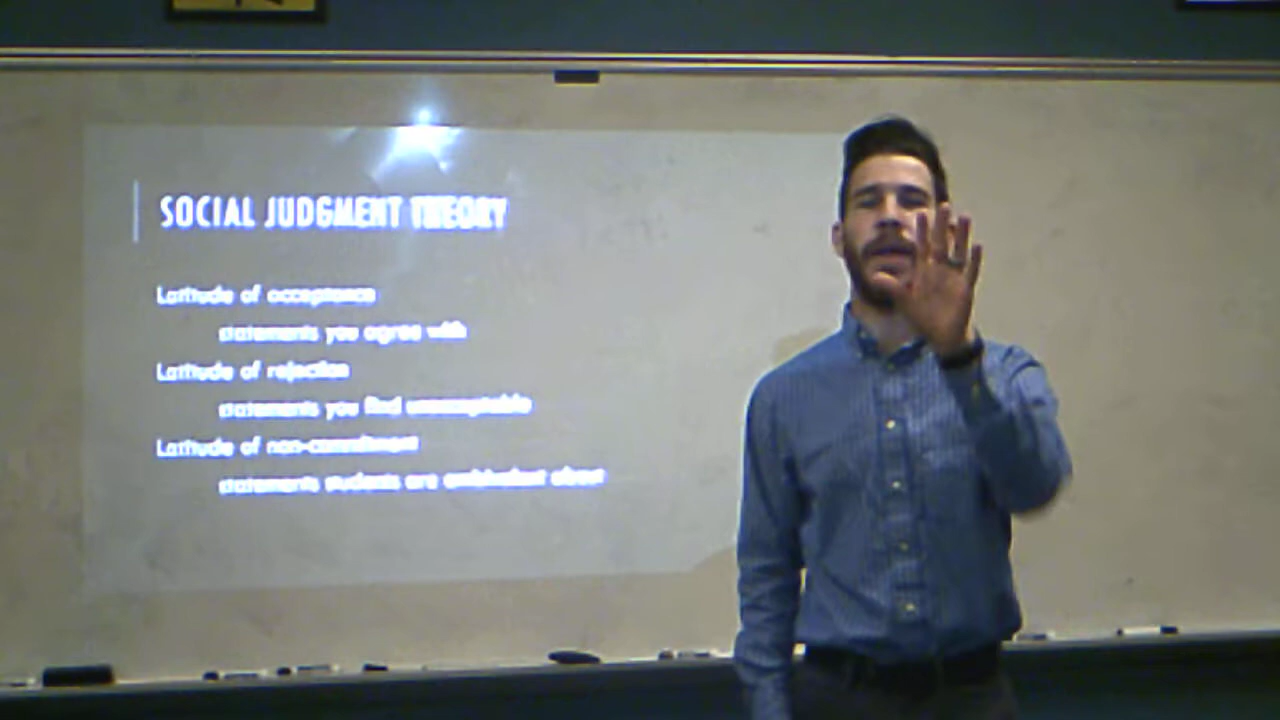 SOCIAL JUDGMENT THEORY
Latitude of acceptance
statements you agree with
Latitude of rejection
statements you find unacceptable
Latitude of non-commitment
statements students are ambivalent about